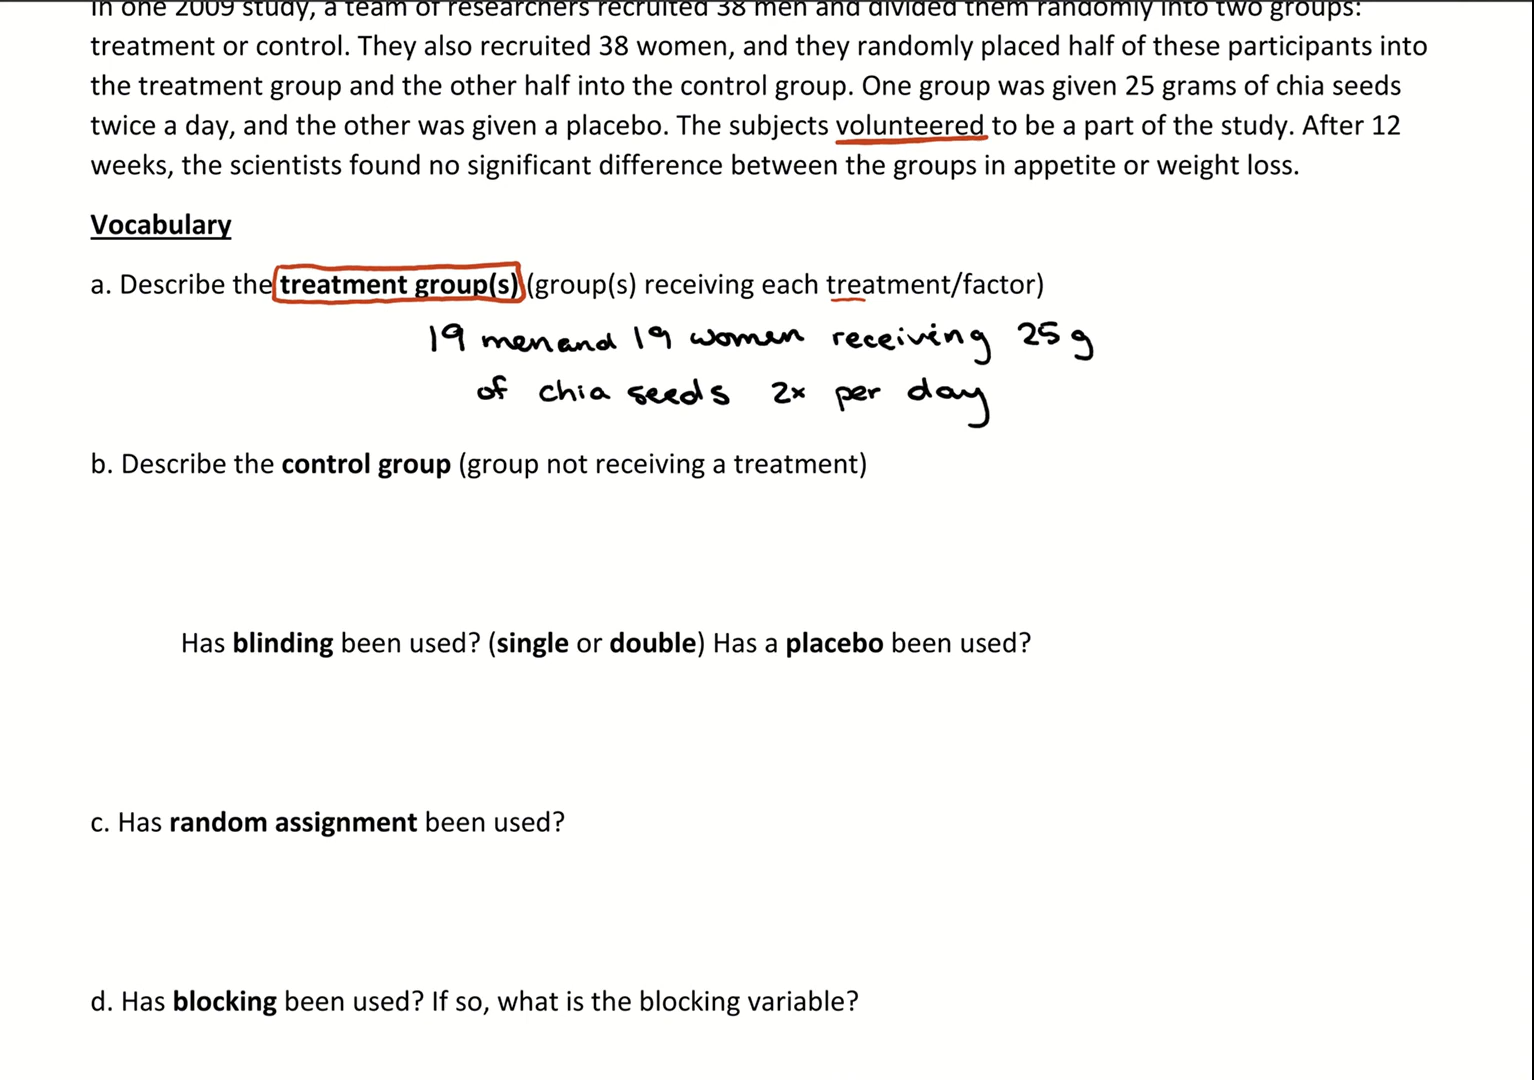 In one 2009 study, a team of researchers recruited 38 men and divided them randomly into two groups:
treatment or control. They also recruited 38 women, and they randomly placed half of these participants into
the treatment group and the other half into the control group. One group was given 25 grams of chia seeds
twice a day, and the other was given a placebo. The subjects volunteered to be a part of the study. After 12
weeks, the scientists found no significant difference between the groups in appetite or weight loss.
Vocabulary
a. Describe the treatment group(s) (group(s) receiving each treatment/factor)
19 men and 19 women receiving 25 g
of chia seeds 2x per day
b. Describe the control group (group not receiving a treatment)
Has blinding been used? (single or double) Has a placebo been used?
c. Has random assignment been used?
d. Has blocking been used? If so, what is the blocking variable?